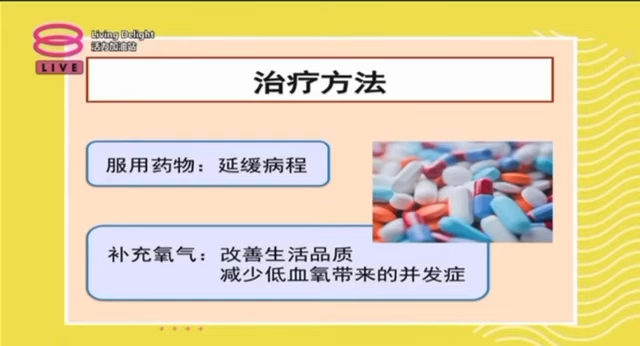 Living Delight
活力加油站
LIVE
治疗方法
服用药物：延缓病程
补充氧气：改善生活品质
减少低血氧带来的并发症